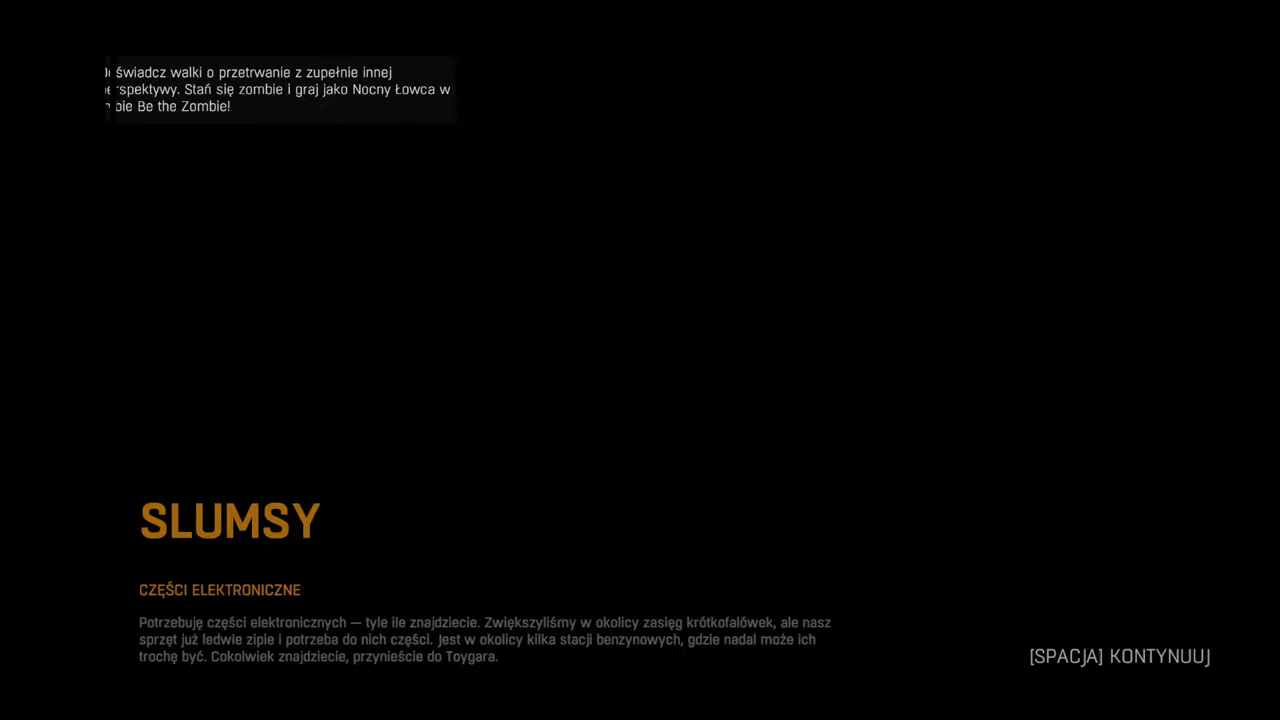 świadcz walki o przetrwanie z zupełnie innej
perspektywy. Stań się zombie i graj jako Nocny Łowca w
Be the Zombie!
SLUMSY
CZĘŚCI ELEKTRONICZNE
Potrzebuję części elektronicznych — tyle ile znajdziecie. Zwiększyliśmy w okolicy zasięg krótkofalówek, ale nasz
sprzęt już ledwie zipie i potrzeba do nich części. Jest w okolicy kilka stacji benzynowych, gdzie nadal może ich
trochę być. Cokolwiek znajdziecie, przynieście do Toygara.
[SPACJA] KONTYNUUJ